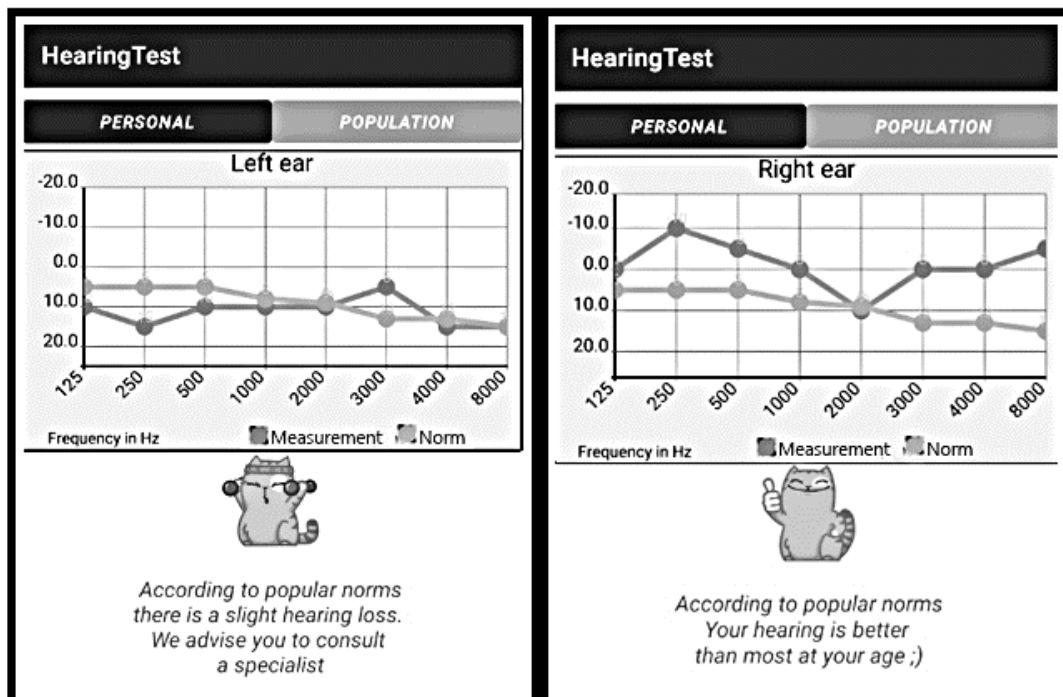 HearingTest
PERSONAL POPULATION
Left ear
-20.0
-10.0
0.0
10.0
20.0
125 250 500 1000 2000 3000 4000 8000
Frequency in Hz Measurement Norm
According to popular norms
there is a slight hearing loss.
We advise you to consult
a specialist
HearingTest
PERSONAL POPULATION
Right ear
-20.0
-10.0
0.0
10.0
20.0
125 250 500 1000 2000 3000 4000 8000
Frequency in Hz Measurement Norm
According to popular norms
Your hearing is better
than most at your age ;)